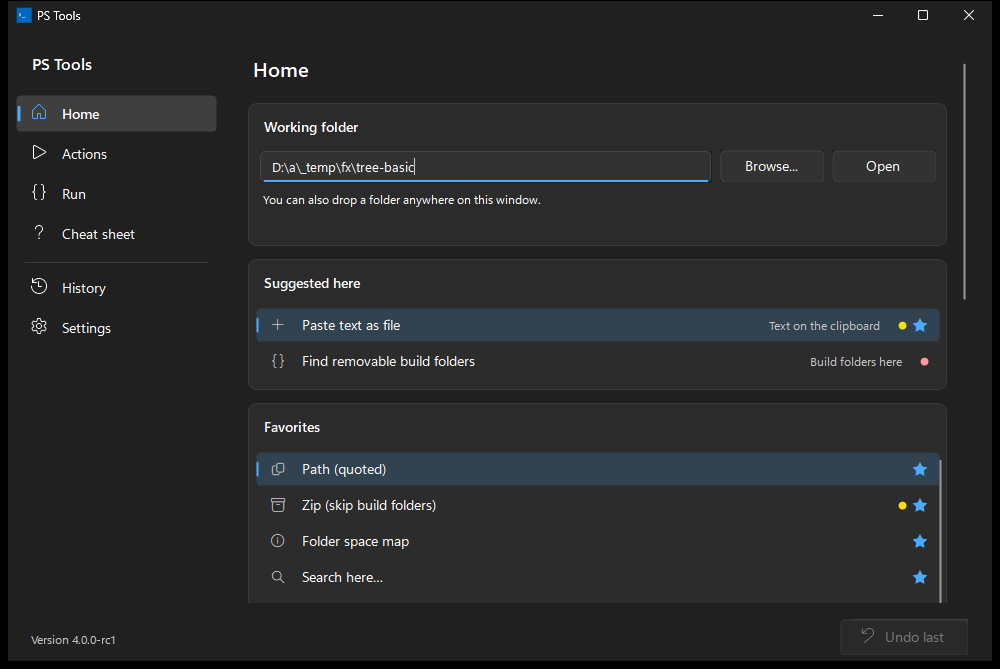 PS Tools
PS Tools
Home
Actions
Run
Cheat sheet
History
Settings
Version 4.0.0-rc1
Home
Working folder
D:\a\_temp\fx\tree-basic
Browse...
Open
You can also drop a folder anywhere on this window.
Suggested here
Paste text as file Text on the clipboard
Find removable build folders Build folders here
Favorites
Path (quoted)
Zip (skip build folders)
Folder space map
Search here...
Undo last